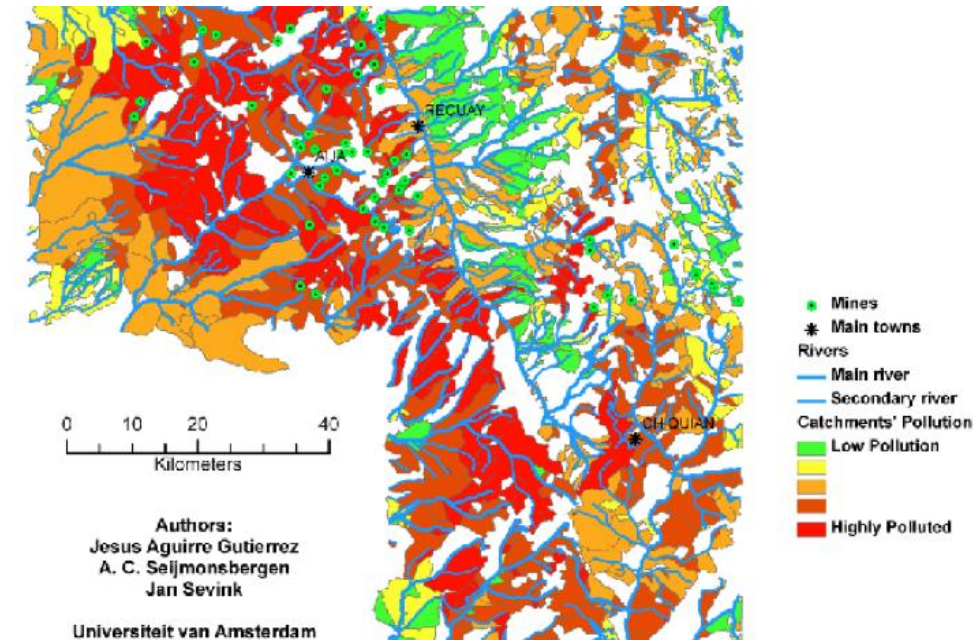 RECUAY
AIJA
CHIQUIAN
Mines
Main towns
Rivers
Main river
Secondary river
Catchments' Pollution
Low Pollution
Highly Polluted
0 10 20 40
Kilometers
Authors:
Jesus Aguirre Gutierrez
A. C. Seijmonsbergen
Jan Sevink
Universiteit van Amsterdam